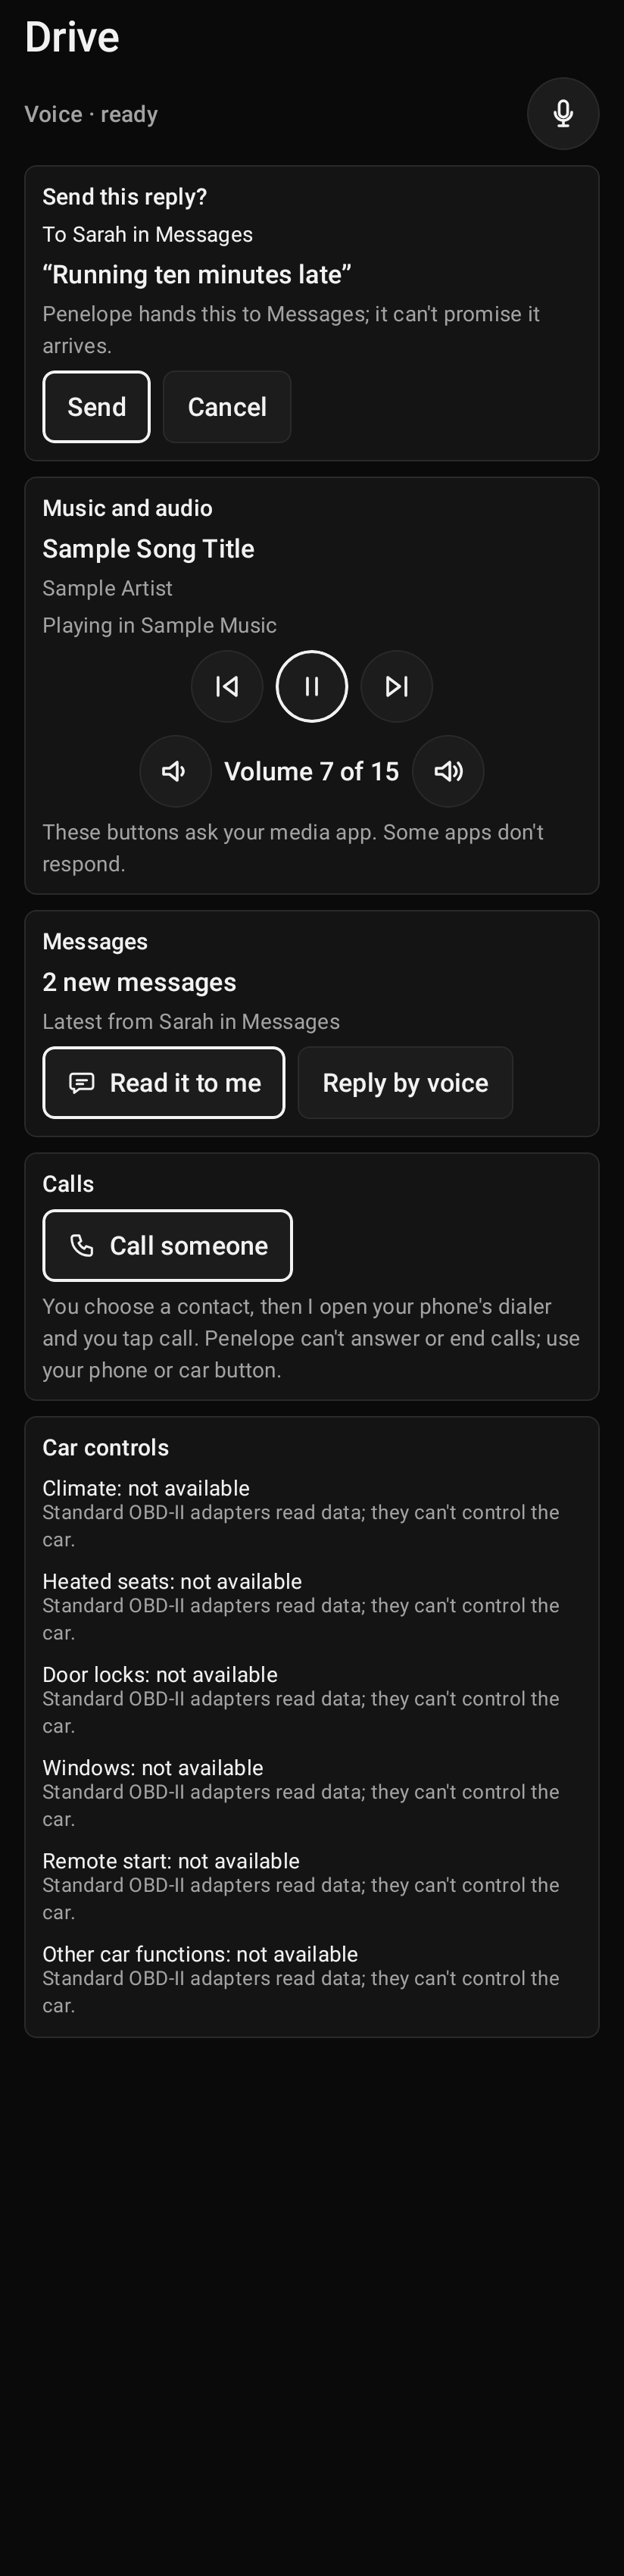 Drive
Voice · ready
Send this reply?
To Sarah in Messages
“Running ten minutes late”
Penelope hands this to Messages; it can't promise it
arrives.
Send
Cancel
Music and audio
Sample Song Title
Sample Artist
Playing in Sample Music
Volume 7 of 15
These buttons ask your media app. Some apps don't
respond.
Messages
2 new messages
Latest from Sarah in Messages
Read it to me
Reply by voice
Calls
Call someone
You choose a contact, then I open your phone's dialer
and you tap call. Penelope can't answer or end calls; use
your phone or car button.
Car controls
Climate: not available
Standard OBD-II adapters read data; they can't control the
car.
Heated seats: not available
Standard OBD-II adapters read data; they can't control the
car.
Door locks: not available
Standard OBD-II adapters read data; they can't control the
car.
Windows: not available
Standard OBD-II adapters read data; they can't control the
car.
Remote start: not available
Standard OBD-II adapters read data; they can't control the
car.
Other car functions: not available
Standard OBD-II adapters read data; they can't control the
car.